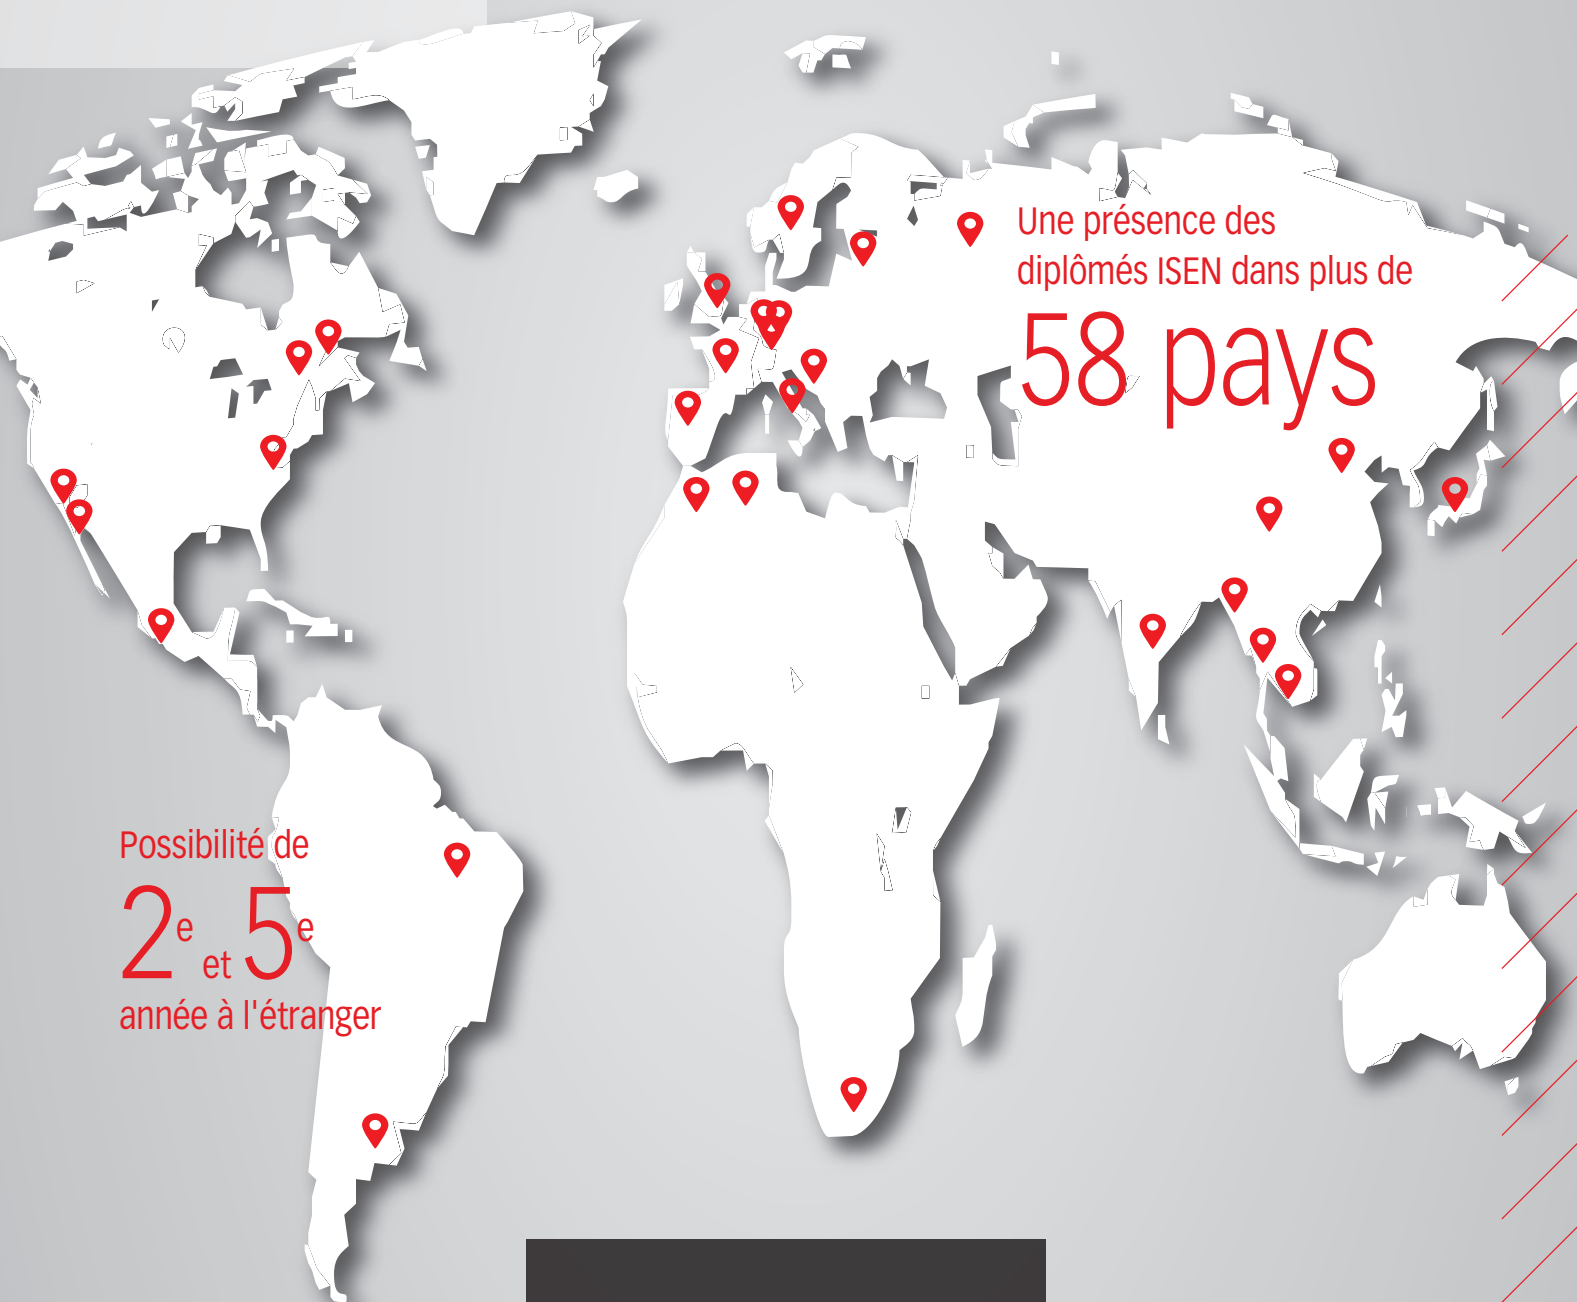 Une présence des
diplômés ISEN dans plus de
58 pays
Possibilité de
2e et 5e
année à l'étranger